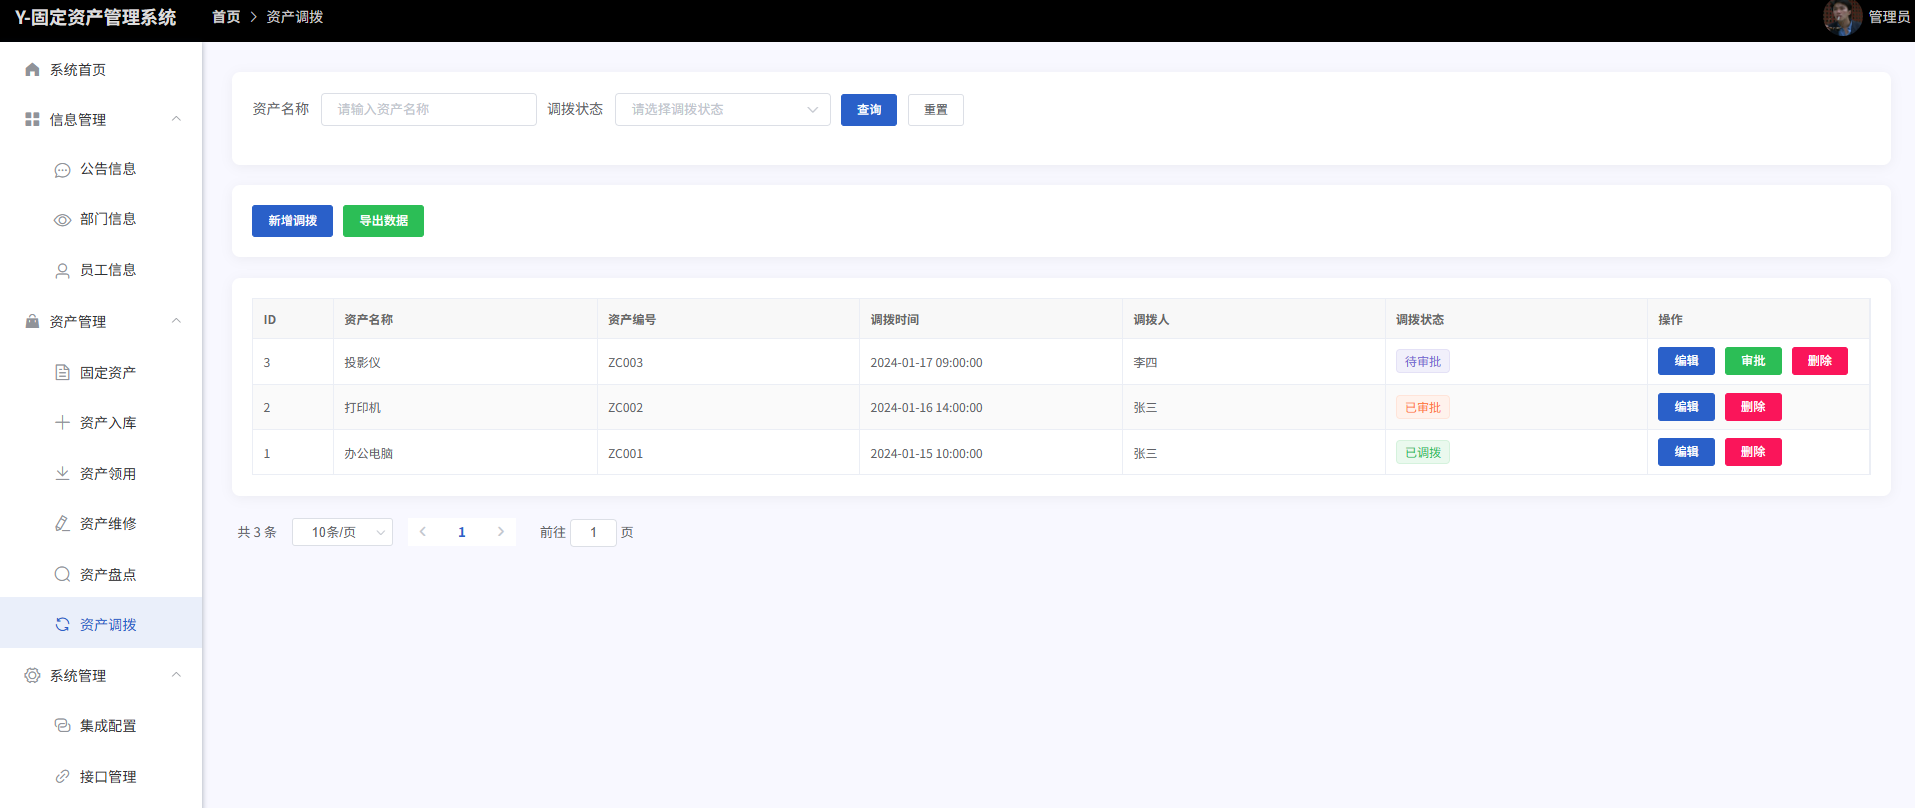 Y-固定资产管理系统 首页 > 资产调拨 管理员
系统首页
信息管理
公告信息
部门信息
员工信息
资产管理
固定资产
资产入库
资产领用
资产维修
资产盘点
资产调拨
系统管理
集成配置
接口管理
资产名称 请输入资产名称 调拨状态 请选择调拨状态 查询 重置
新增调拨 导出数据
ID 资产名称 资产编号 调拨时间 调拨人 调拨状态 操作
3 投影仪 ZC003 2024-01-17 09:00:00 李四 待审批 编辑 审批 删除
2 打印机 ZC002 2024-01-16 14:00:00 张三 已审批 编辑 删除
1 办公电脑 ZC001 2024-01-15 10:00:00 张三 已调拨 编辑 删除
共 3 条 10条/页 1 前往 1 页